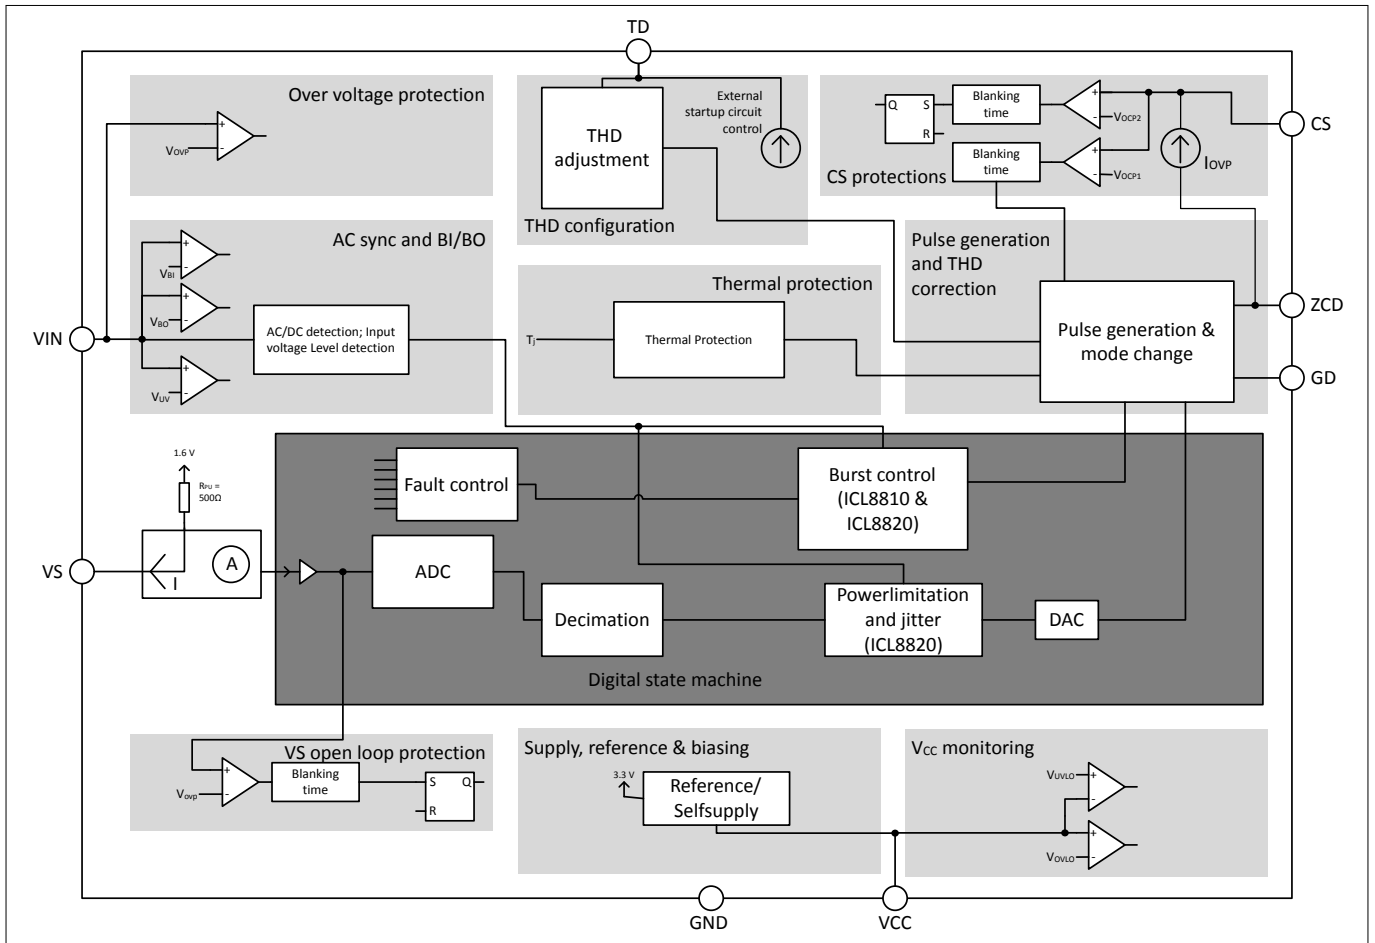 TD
Over voltage protection
VOVP
+
-
External
startup circuit
control
THD
adjustment
THD configuration
Q
S
R
Blanking
time
+
-
VOCP2
Blanking
time
+
-
VOCP1
IOVP
CS protections
CS
AC sync and BI/BO
+
-
VBI
+
-
VBO
+
-
VUV
AC/DC detection; Input
voltage Level detection
VIN
Thermal protection
Tj
Thermal Protection
Pulse generation
and THD
correction
Pulse generation &
mode change
ZCD
GD
1.6 V
RPU =
500Ω
I
A
VS
Fault control
Burst control
(ICL8810 &
ICL8820)
ADC
Decimation
Powerlimitation
and jitter
(ICL8820)
DAC
Digital state machine
VS open loop protection
+
-
Vovp
Blanking
time
S
Q
R
Supply, reference & biasing
3.3 V
Reference/
Selfsupply
VCC monitoring
VUVLO
+
-
+
-
VOVLO
GND
VCC